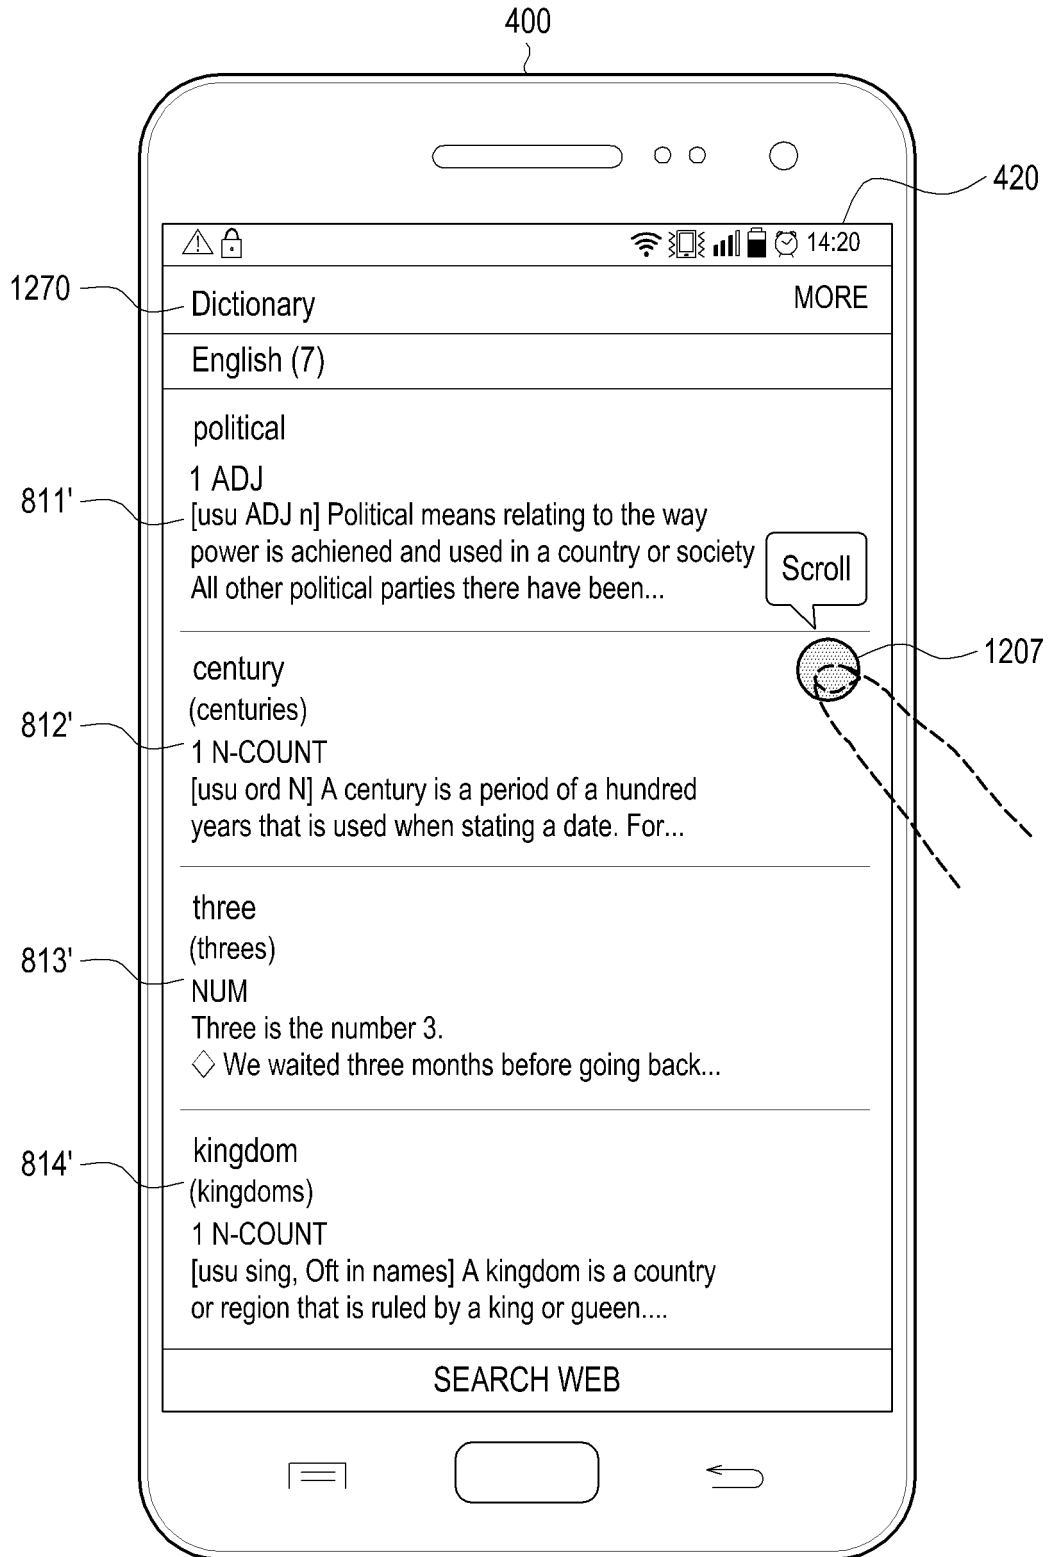 400
420
14:20
1270
Dictionary
MORE
English (7)
political
1 ADJ
811'
[usu ADJ n] Political means relating to the way
power is achiened and used in a country or society
All other political parties there have been...
Scroll
1207
century
(centuries)
812'
1 N-COUNT
[usu ord N] A century is a period of a hundred
years that is used when stating a date. For...
three
(threes)
813'
NUM
Three is the number 3.
◇ We waited three months before going back...
kingdom
814'
(kingdoms)
1 N-COUNT
[usu sing, Oft in names] A kingdom is a country
or region that is ruled by a king or gueen....
SEARCH WEB